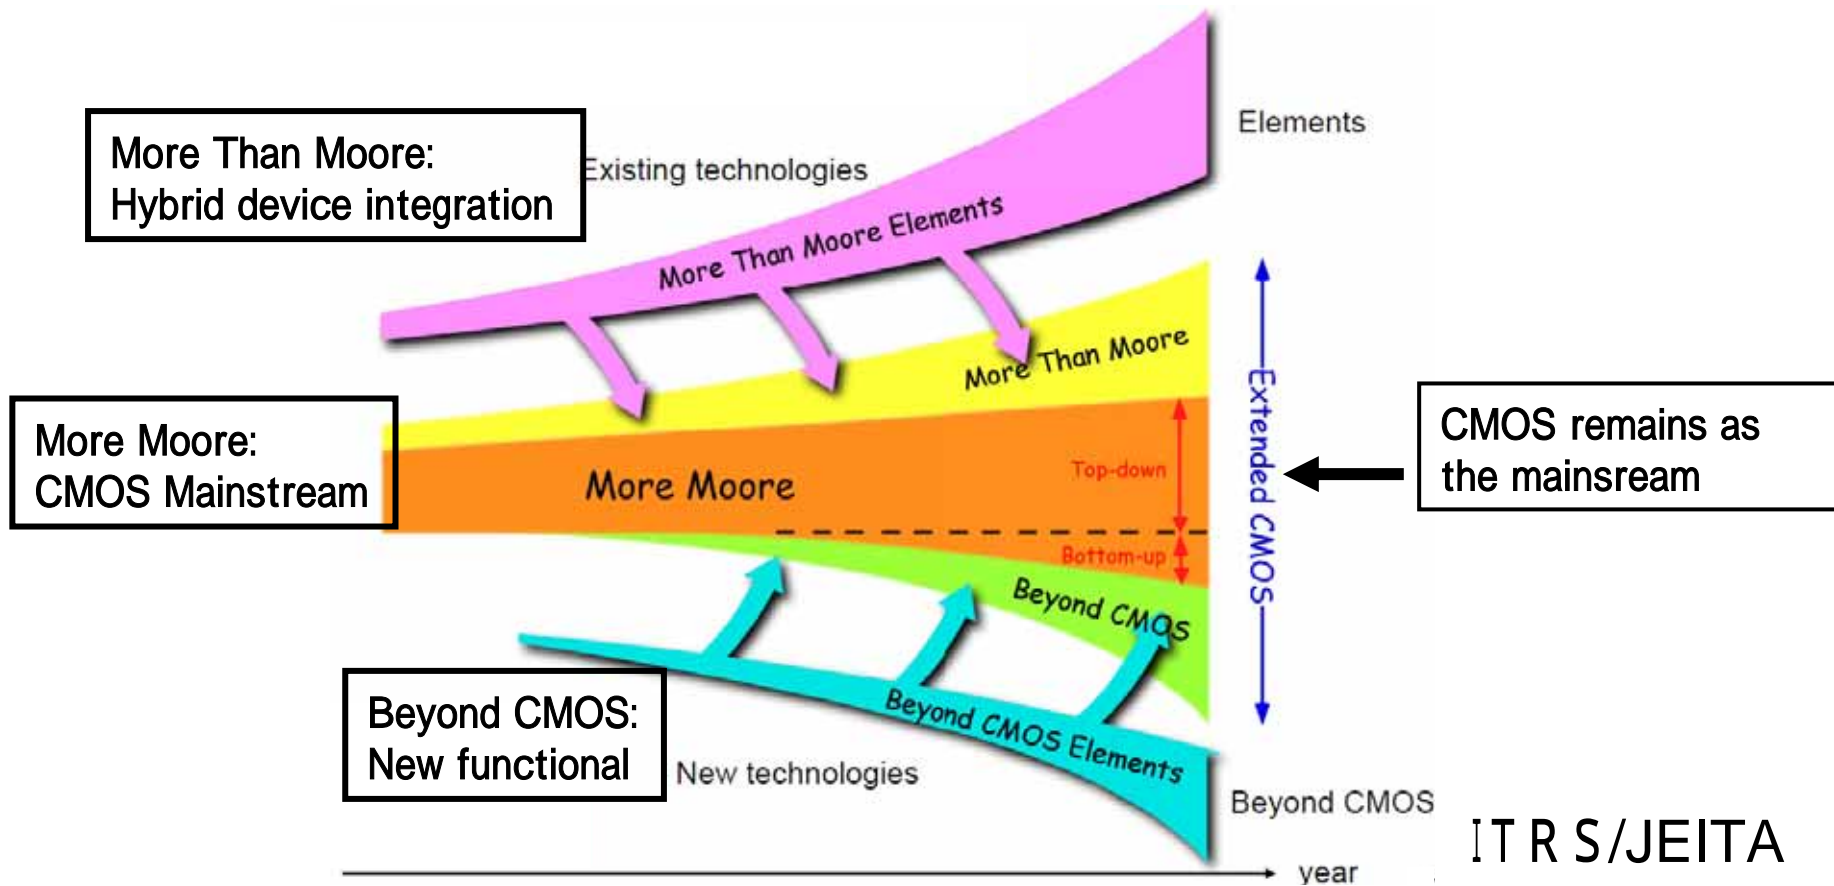 Elements
More Than Moore:
Hybrid device integration
Existing technologies
More Than Moore Elements
More Than Moore
More Moore:
CMOS Mainstream
More Moore
Top-down
Extended CMOS
CMOS remains as
the mainsream
Bottom-up
Beyond CMOS
Beyond CMOS:
New functional
Beyond CMOS Elements
New technologies
Beyond CMOS
ITRS/JEITA
year